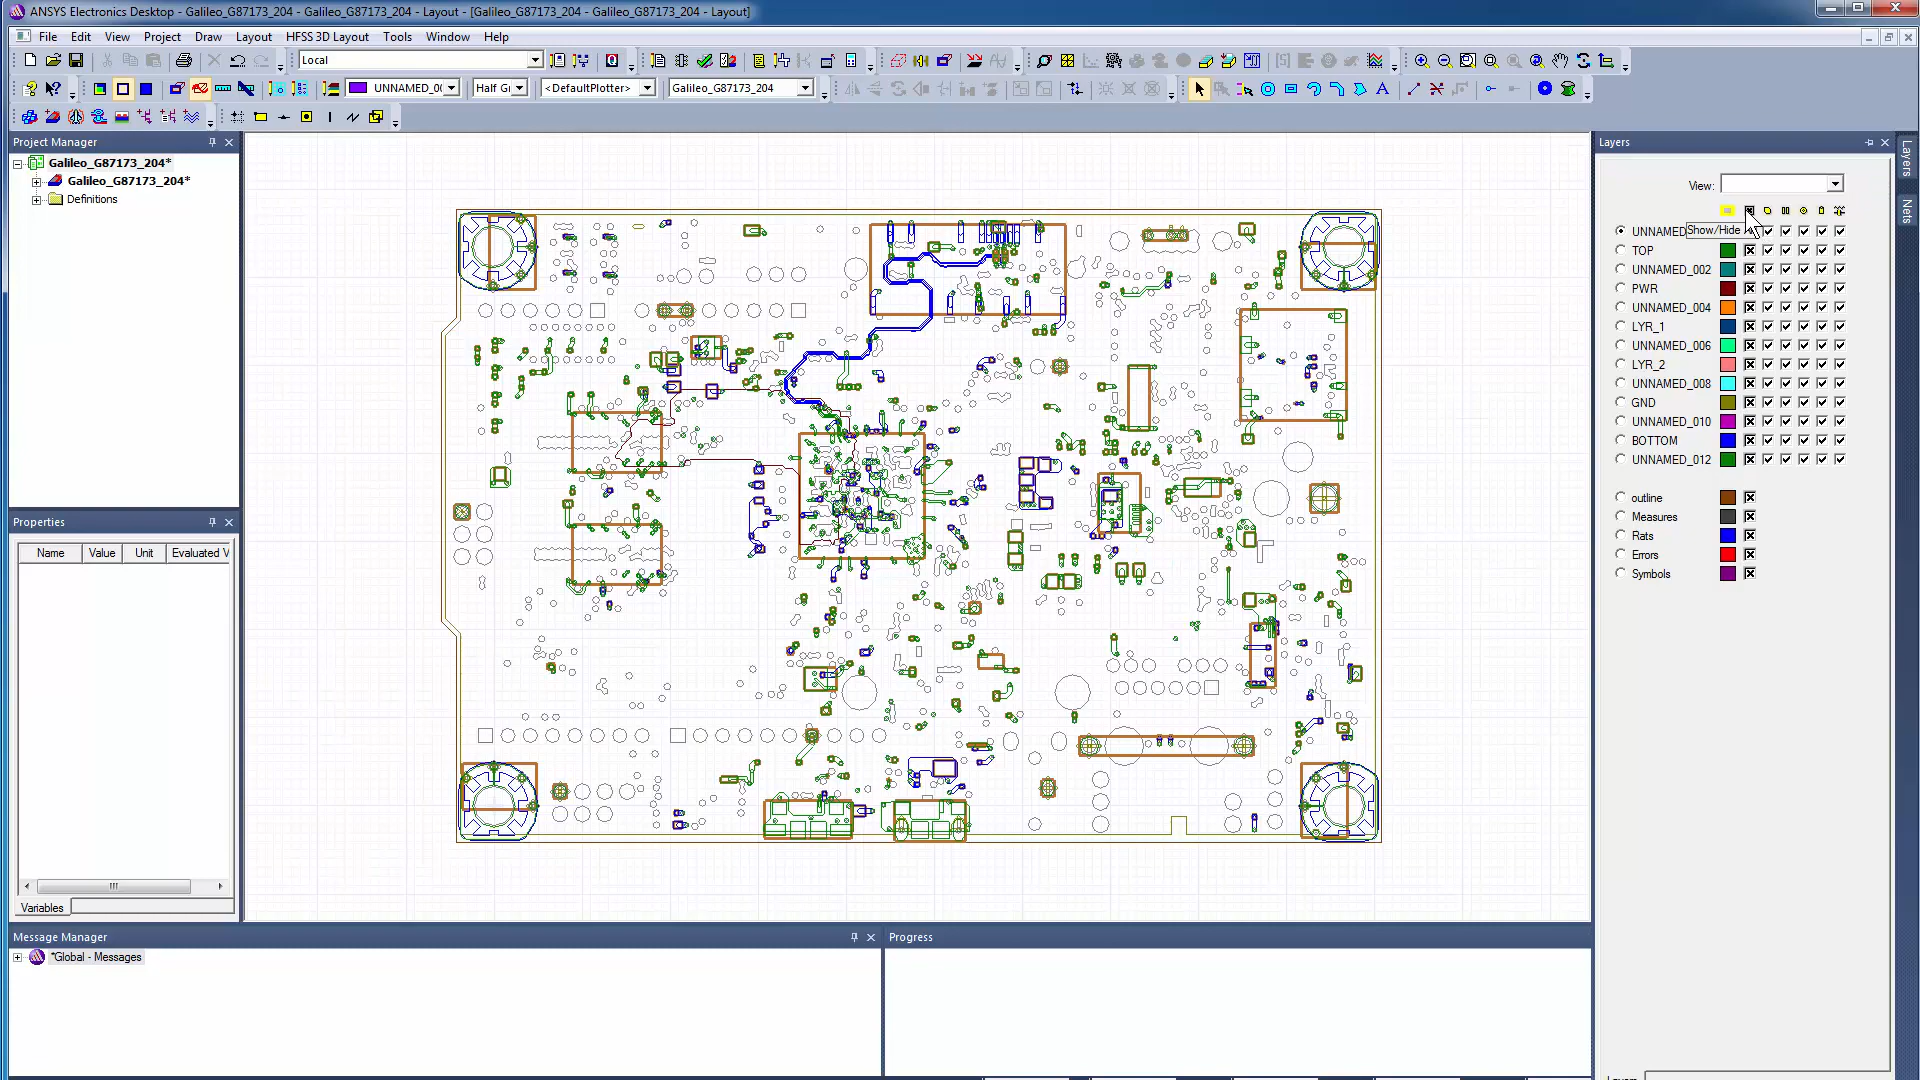 ANSYS Electronics Desktop - Galileo_G87173_204 - Galileo_G87173_204 - Layout - [Galileo_G87173_204 - Galileo_G87173_204 - Layout]
File Edit View Project Draw Layout HFSS 3D Layout Tools Window Help
Local
UNNAMED_00 Half Gr <DefaultPlotter> Galileo_G87173_204
Project Manager
Galileo_G87173_204*
Galileo_G87173_204*
Definitions
Properties
Name Value Unit Evaluated V
Variables
Message Manager
*Global - Messages
Progress
Layers
View:
Show/Hide
UNNAMED
TOP
UNNAMED_002
PWR
UNNAMED_004
LYR_1
UNNAMED_006
LYR_2
UNNAMED_008
GND
UNNAMED_010
BOTTOM
UNNAMED_012
outline
Measures
Rats
Errors
Symbols
Layers
Nets